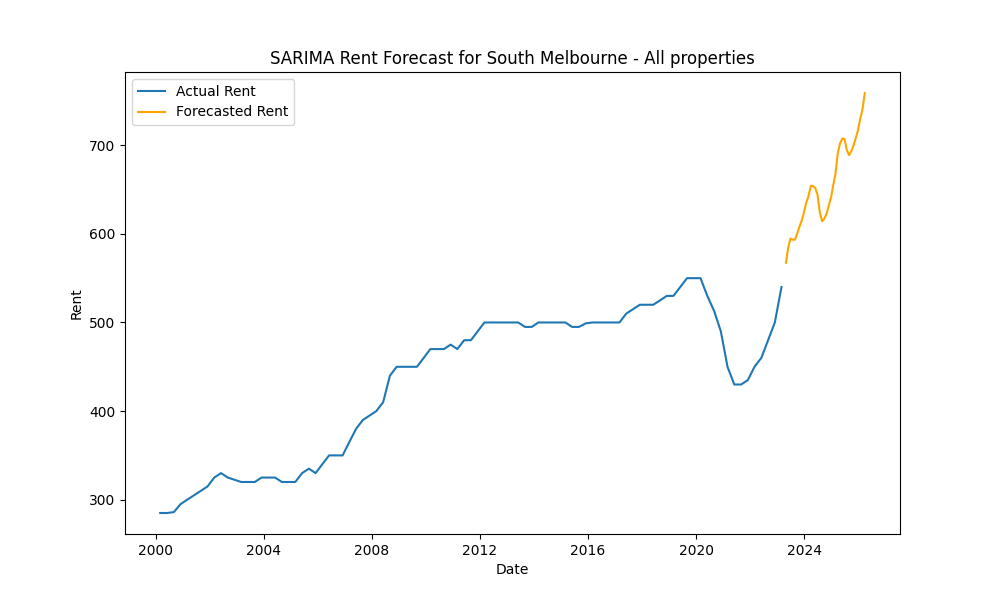 SARIMA Rent Forecast for South Melbourne - All properties
Actual Rent
Forecasted Rent
700
600
500
400
300
Rent
2000 2004 2008 2012 2016 2020 2024
Date